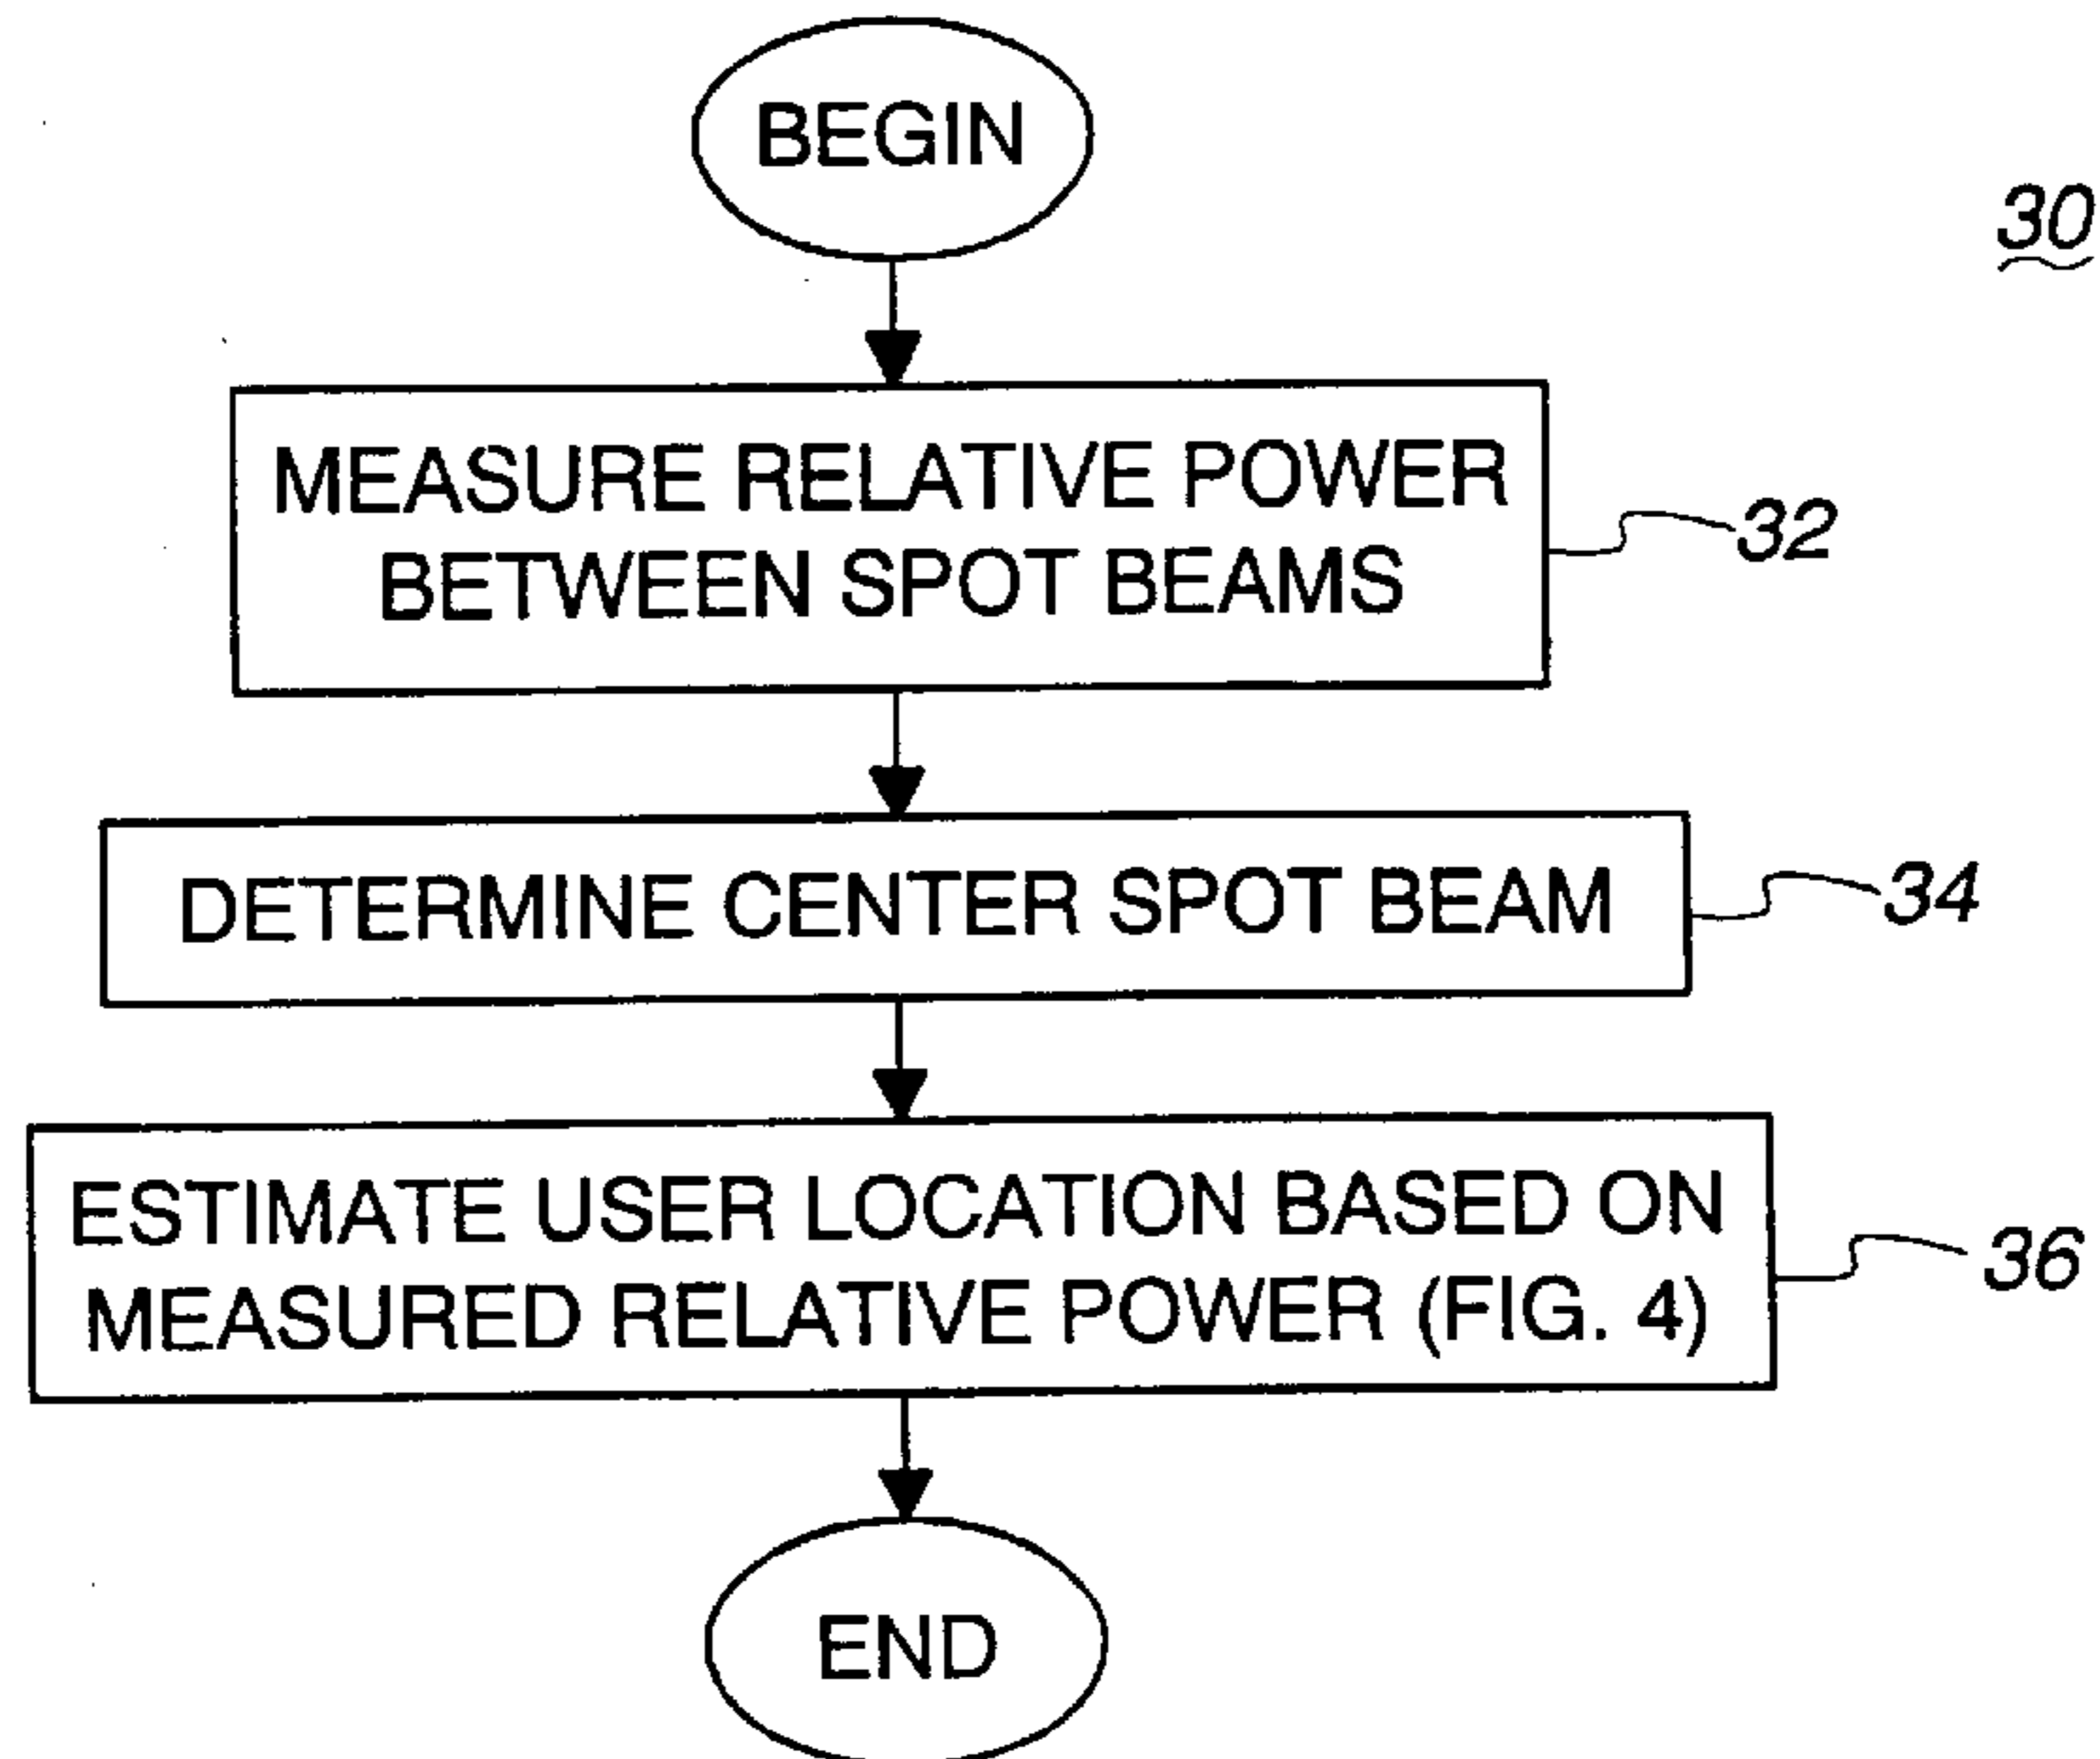 BEGIN
30
MEASURE RELATIVE POWER
BETWEEN SPOT BEAMS
32
DETERMINE CENTER SPOT BEAM
34
ESTIMATE USER LOCATION BASED ON
MEASURED RELATIVE POWER (FIG. 4)
36
END